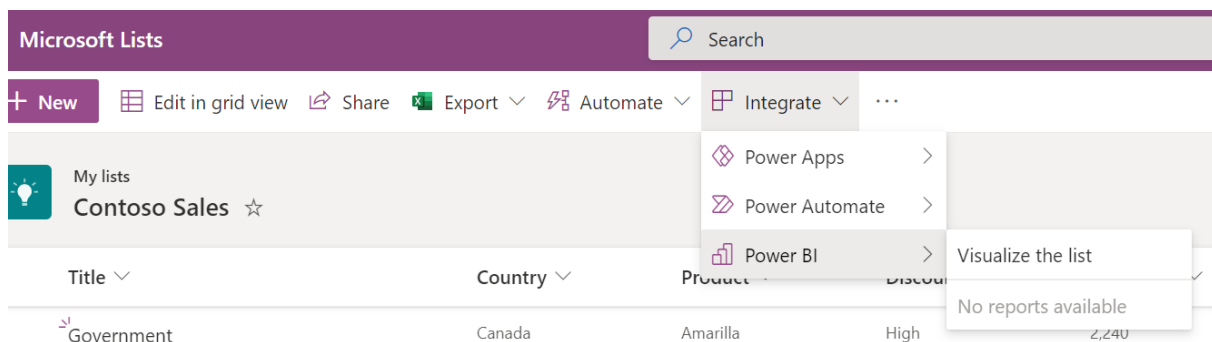 Microsoft Lists
Search
New
Edit in grid view
Share
Export
Automate
Integrate
...
My lists
Contoso Sales
Power Apps
Power Automate
Power BI
Visualize the list
No reports available
Title
Country
Product
Government
Canada
Amarilla
High
2,240